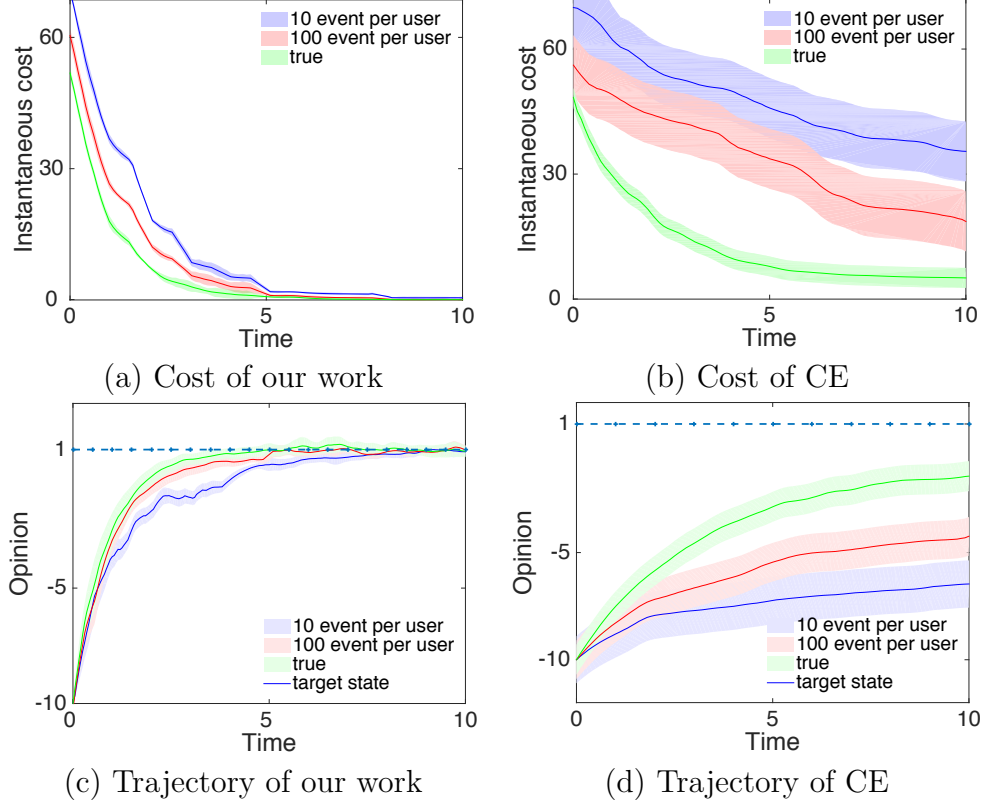 Instantaneous cost
60
30
0
10 event per user
100 event per user
true
0
5
10
Time
(a) Cost of our work
Instantaneous cost
60
30
0
10 event per user
100 event per user
true
0
5
10
Time
(b) Cost of CE
Opinion
1
-5
-10
10 event per user
100 event per user
true
target state
0
5
10
Time
(c) Trajectory of our work
Opinion
1
-5
-10
10 event per user
100 event per user
true
target state
0
5
10
Time
(d) Trajectory of CE